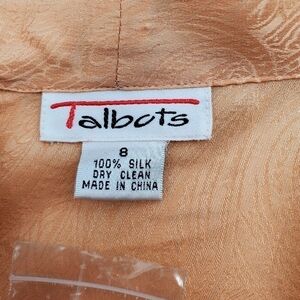 Talbots
8
100% SILK
DRY CLEAN
MADE IN CHINA